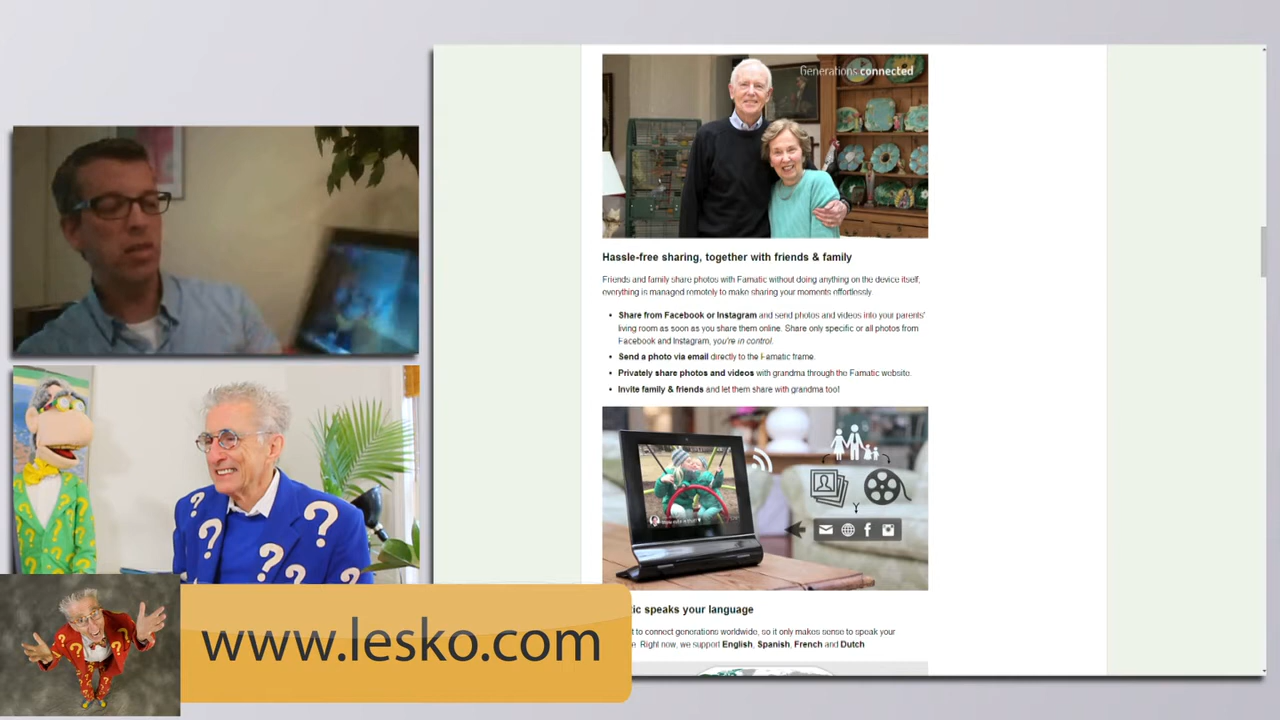 Generations connected
Hassle-free sharing, together with friends & family
Friends and family share photos with Famatic without doing anything on the device itself,
everything is managed remotely to make sharing your moments effortlessly.
• Share from Facebook or Instagram and send photos and videos into your parents'
living room as soon as you share them online. Share only specific or all photos from
Facebook and Instagram, you're in control.
• Send a photo via email directly to the Famatic frame.
• Privately share photos and videos with grandma through the Famatic website.
• Invite family & friends and let them share with grandma too!
tic speaks your language
t to connect generations worldwide, so it only makes sense to speak your
Right now, we support English, Spanish, French and Dutch
www.lesko.com